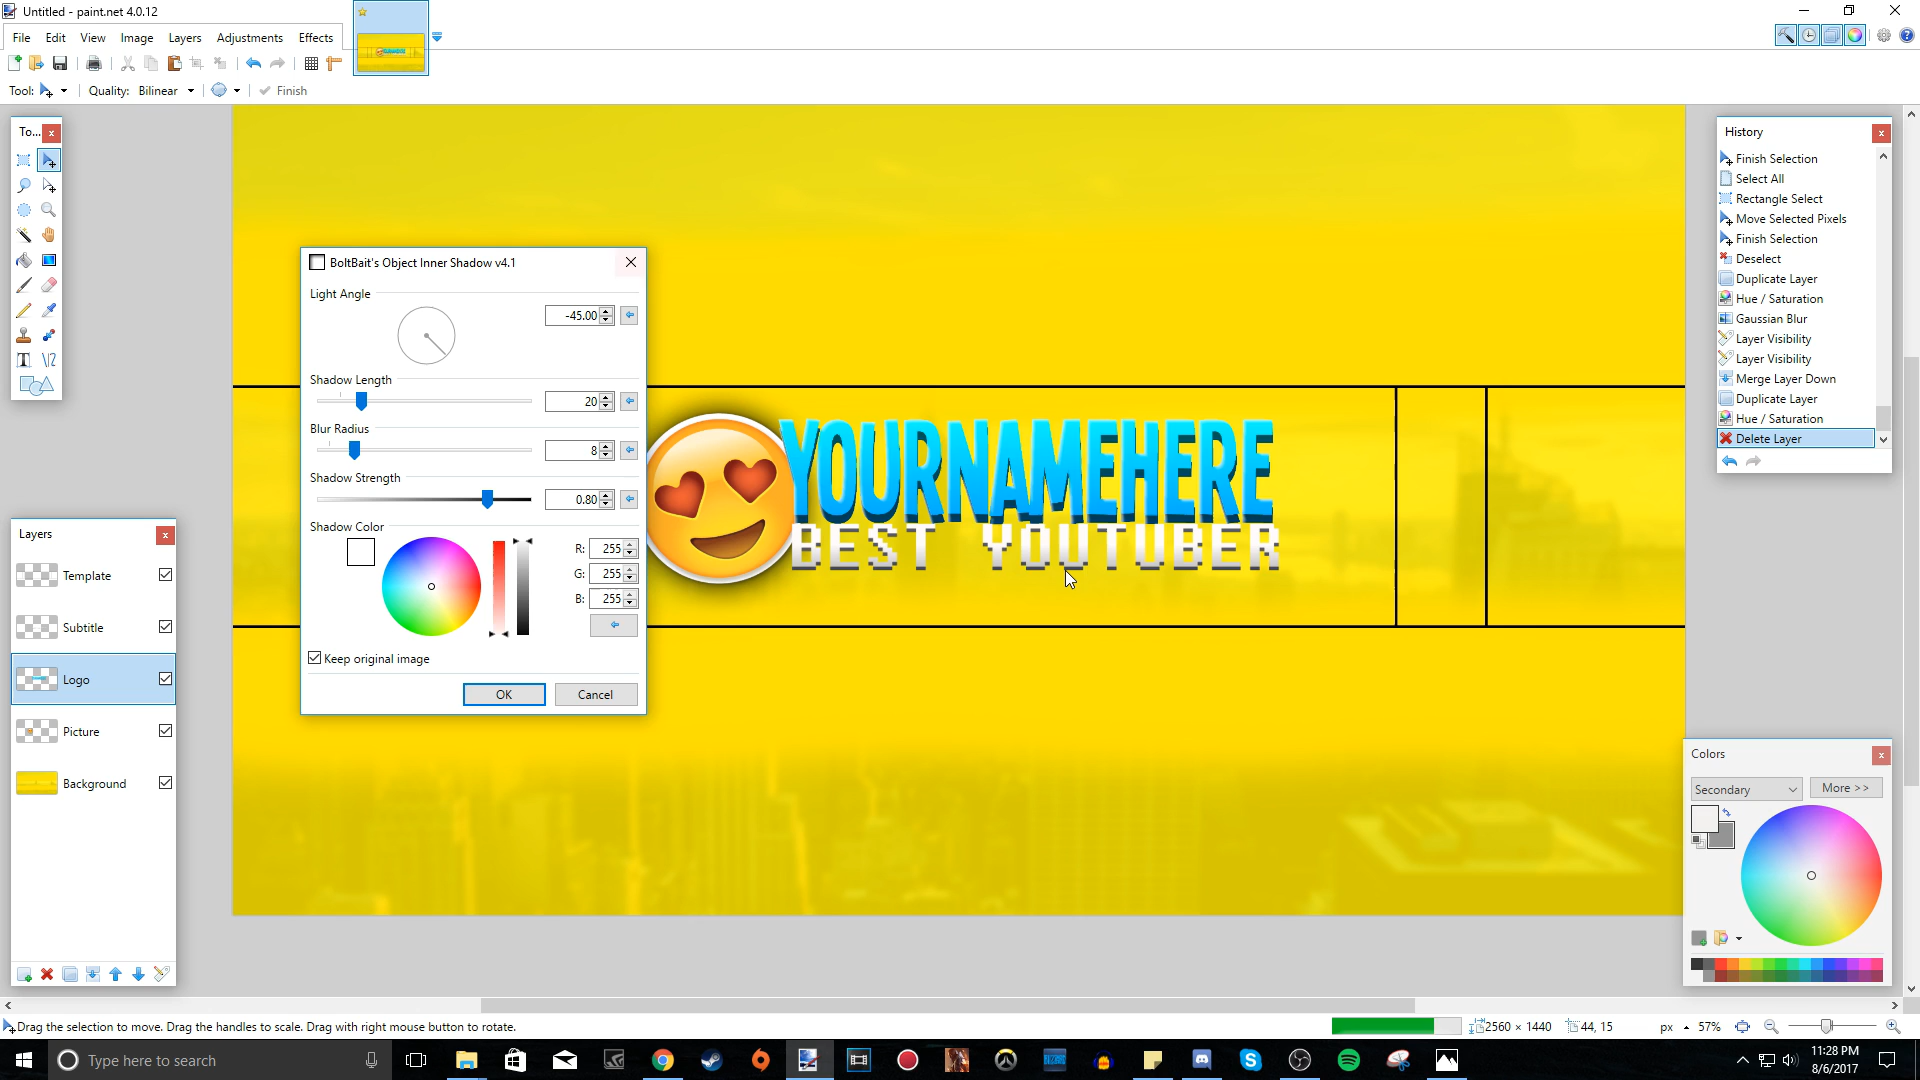 Untitled - paint.net 4.0.12
File Edit View Image Layers Adjustments Effects
Tool: Quality: Bilinear Finish
To...
History
Finish Selection
Select All
Rectangle Select
Move Selected Pixels
Finish Selection
Deselect
Duplicate Layer
Hue / Saturation
Gaussian Blur
Layer Visibility
Layer Visibility
Merge Layer Down
Duplicate Layer
Hue / Saturation
Delete Layer
BoltBait's Object Inner Shadow v4.1
Light Angle
-45.00
Shadow Length
20
Blur Radius
8
Shadow Strength
0.80
Shadow Color
R: 255
G: 255
B: 255
Keep original image
OK Cancel
YOURNAMEHERE
BEST YOUTUBER
Layers
Template
Subtitle
Logo
Picture
Background
Colors
Secondary More >>
Drag the selection to move. Drag the handles to scale. Drag with right mouse button to rotate.
2560 × 1440 44, 15 px 57%
Type here to search
11:28 PM
8/6/2017